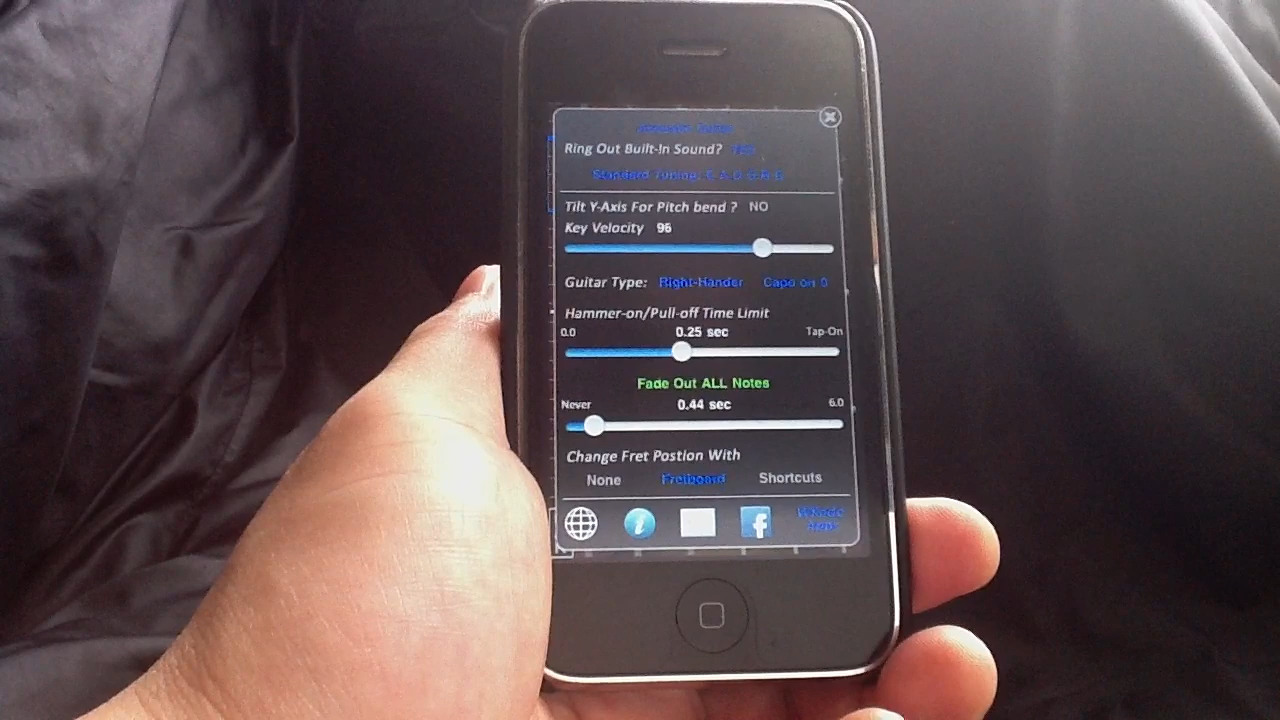 Ring Out Built-In Sound?
Standard Tuning: E A D G B E
Tilt Y-Axis For Pitch bend ? NO
Key Velocity 96
Guitar Type: Right-Hander Capo on 0
Hammer-on/Pull-off Time Limit
0.0 0.25 sec Tap-On
Fade Out ALL Notes
Never 0.44 sec 6.0
Change Fret Postion With
None Fretboard Shortcuts
i f